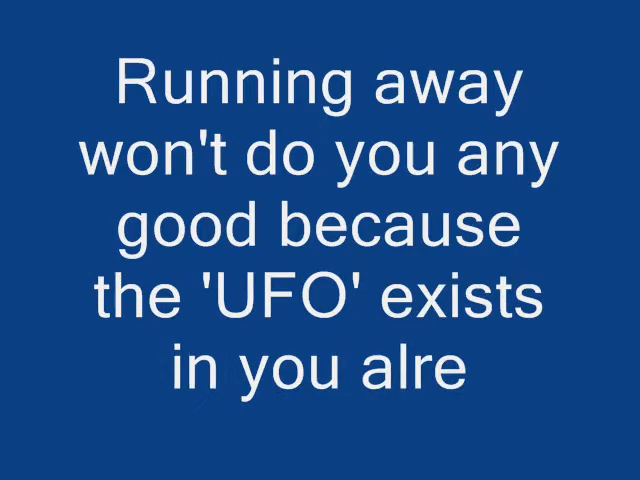 Running away
won't do you any
good because
the 'UFO' exists
in you alre